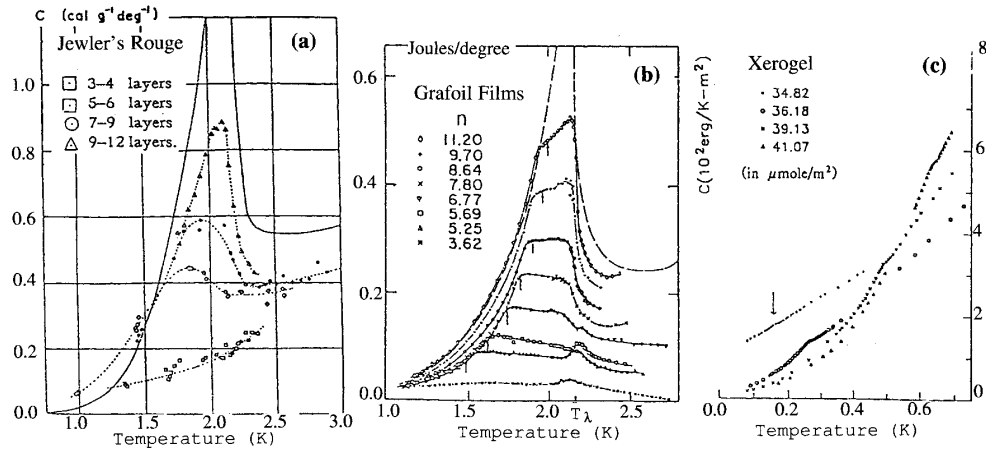 C (cal g⁻¹deg⁻¹)
Jewler's Rouge
(a)
3–4 layers
5–6 layers
7–9 layers
9–12 layers.
1.0
0.8
0.6
0.4
0.2
0
1.0
1.5
2.0
2.5
3.0
Temperature (K)
Joules/degree
(b)
Grafoil Films
n
11.20
9.70
8.64
7.80
6.77
5.69
5.25
3.62
0.6
0.4
0.2
0.0
1.0
1.5
2.0
Tλ
2.5
Temperature (K)
Xerogel
(c)
34.82
36.18
39.13
41.07
(in μmole/m²)
C(10²erg/K–m²)
8
6
4
2
0
0.0
0.2
0.4
0.6
Temperature (K)